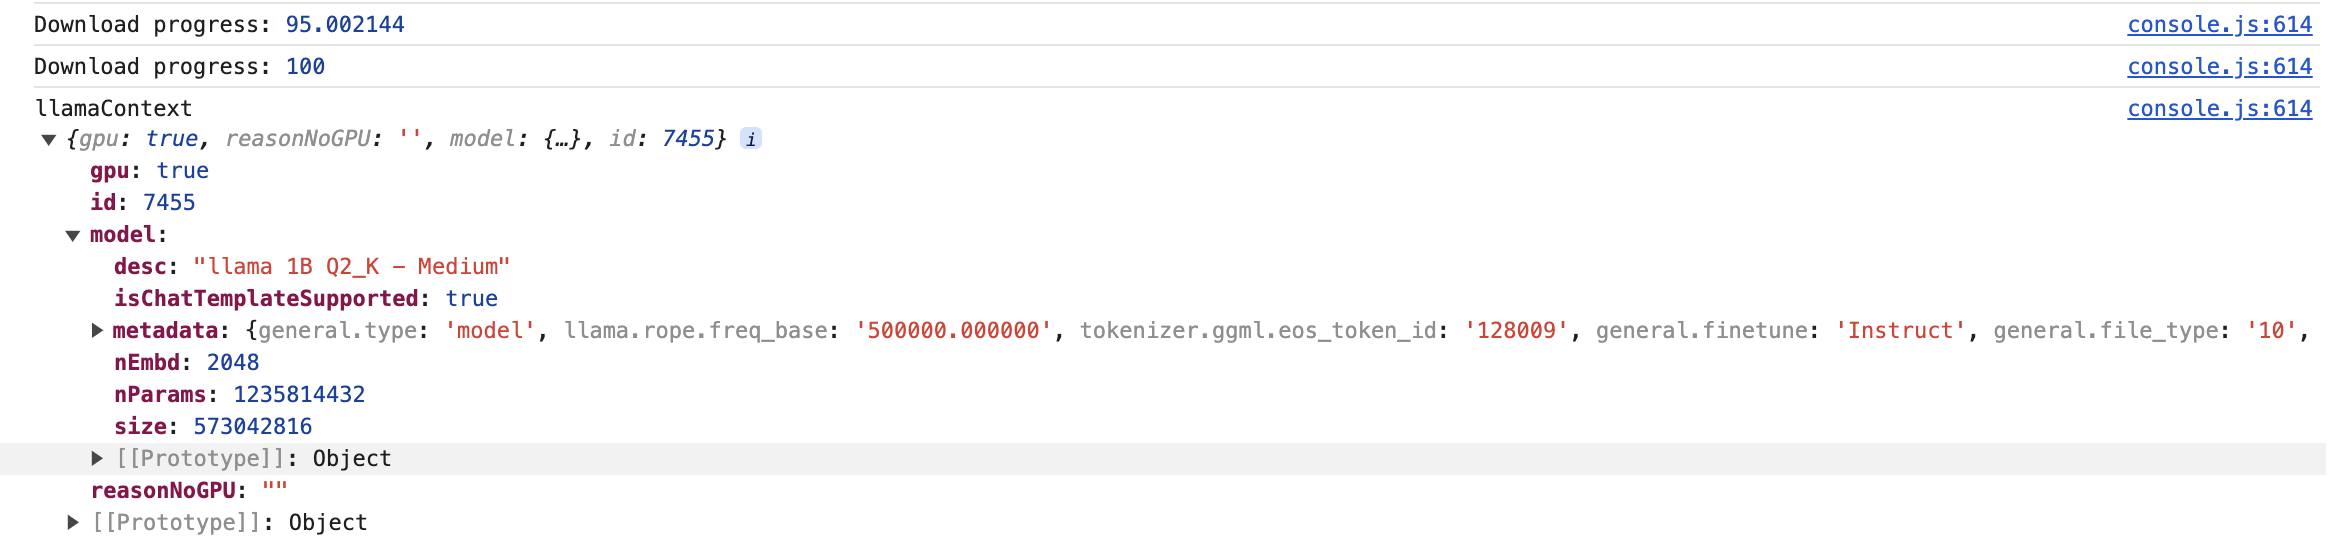 Download progress: 95.002144 console.js:614
Download progress: 100 console.js:614
llamaContext console.js:614
▼ {gpu: true, reasonNoGPU: '', model: {…}, id: 7455} i
gpu: true
id: 7455
▼ model:
desc: "llama 1B Q2_K – Medium"
isChatTemplateSupported: true
▶ metadata: {general.type: 'model', llama.rope.freq_base: '500000.000000', tokenizer.ggml.eos_token_id: '128009', general.finetune: 'Instruct', general.file_type: '10',
nEmbd: 2048
nParams: 1235814432
size: 573042816
▶ [[Prototype]]: Object
reasonNoGPU: ""
▶ [[Prototype]]: Object